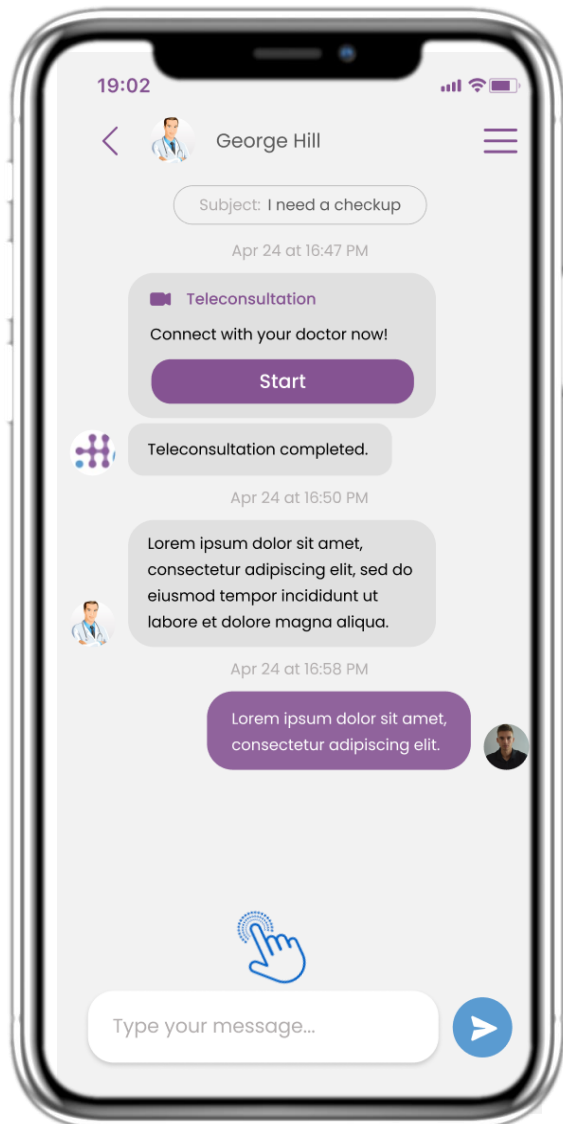 19:02
George Hill
Subject: I need a checkup
Apr 24 at 16:47 PM
Teleconsultation
Connect with your doctor now!
Start
Teleconsultation completed.
Apr 24 at 16:50 PM
Lorem ipsum dolor sit amet,
consectetur adipiscing elit, sed do
eiusmod tempor incididunt ut
labore et dolore magna aliqua.
Apr 24 at 16:58 PM
Lorem ipsum dolor sit amet,
consectetur adipiscing elit.
Type your message...